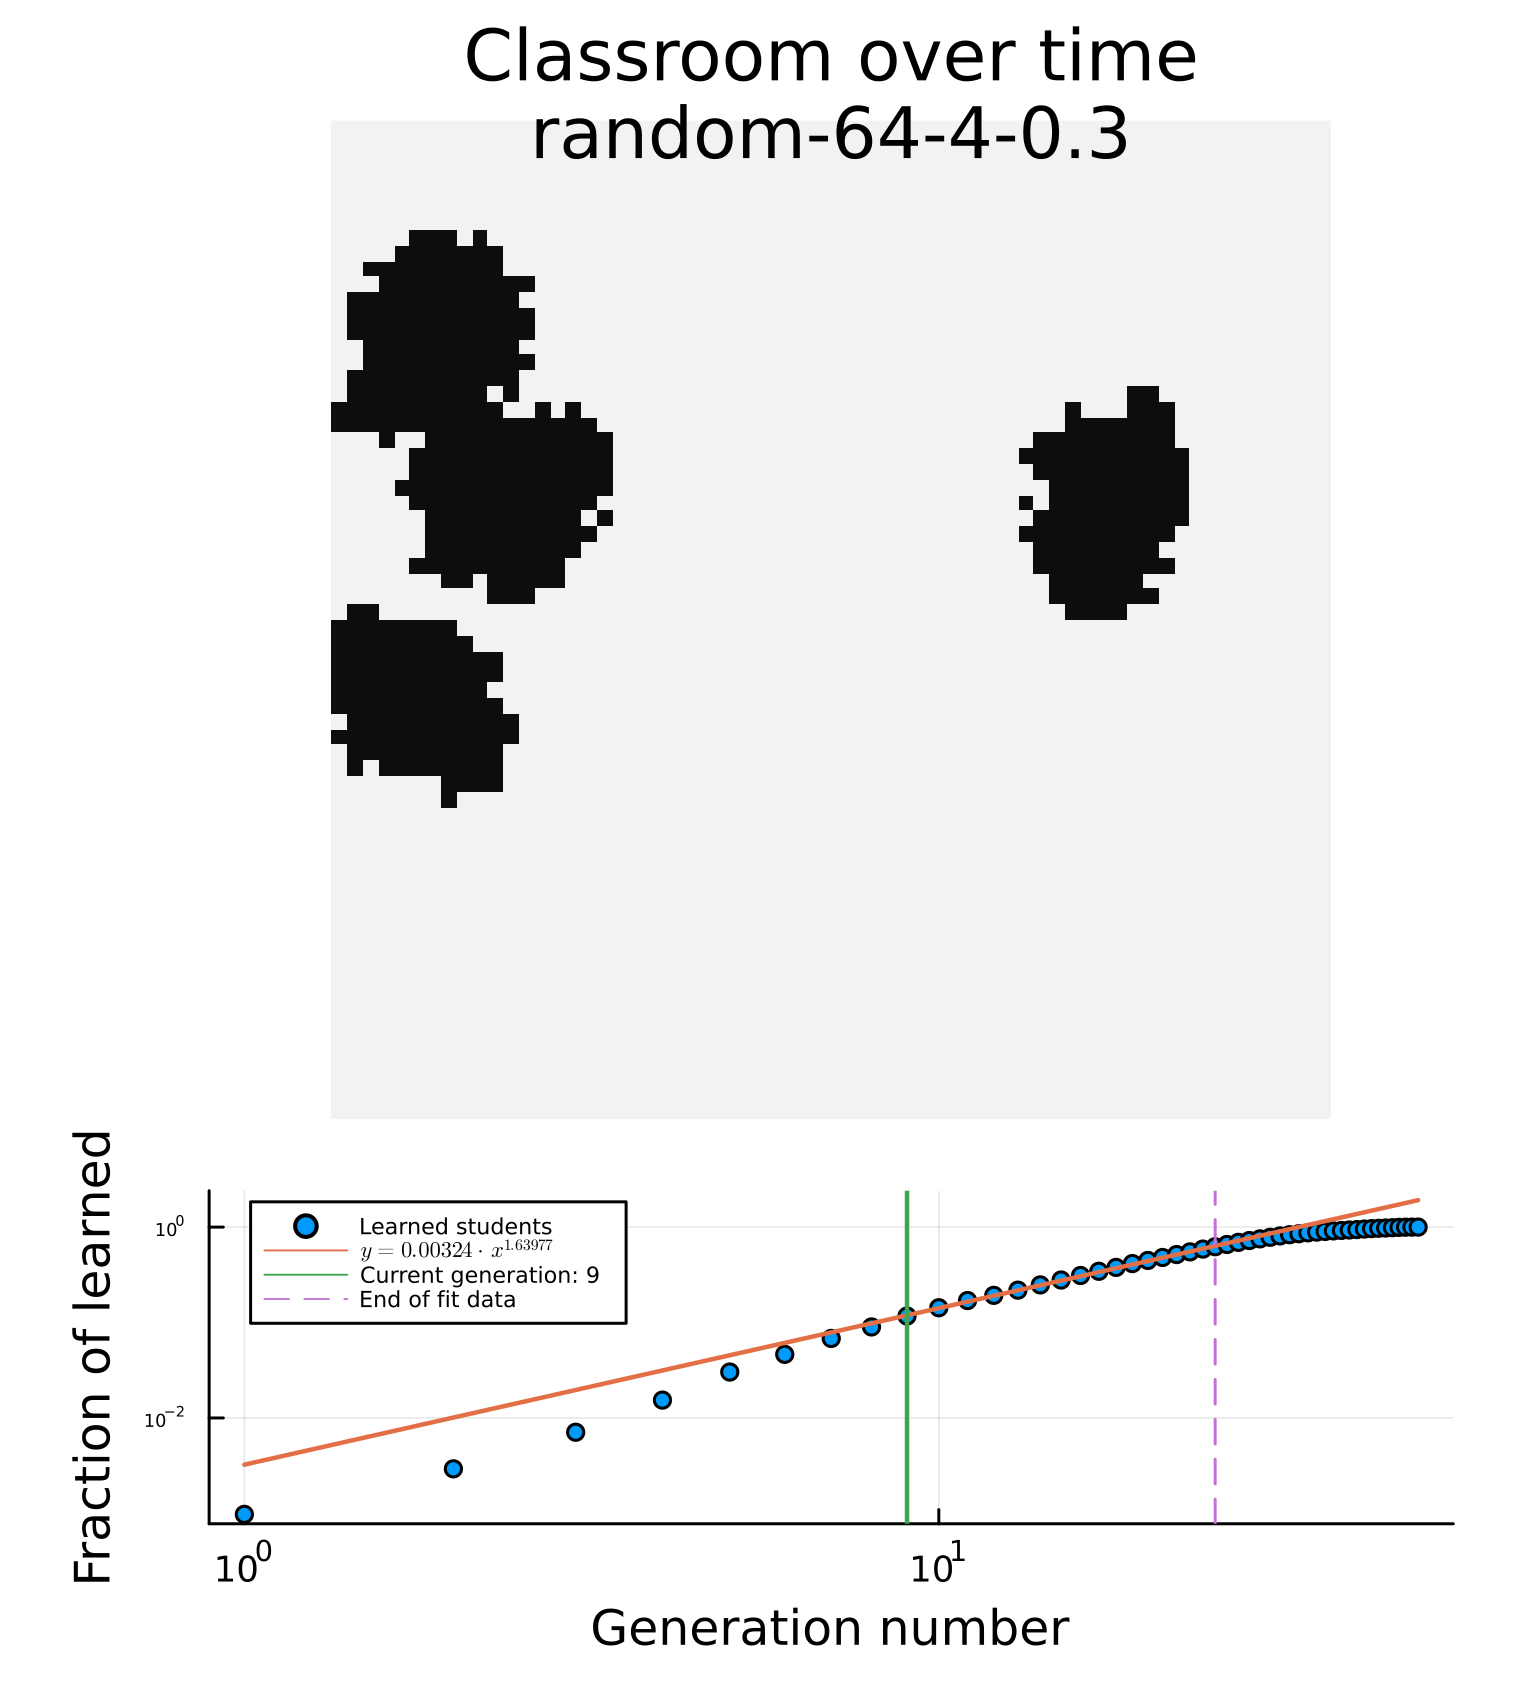 Classroom over time
random-64-4-0.3
Fraction of learned
10^0
10^−2
Learned students
y = 0.00324 · x^1.63977
Current generation: 9
End of fit data
10^0
10^1
Generation number